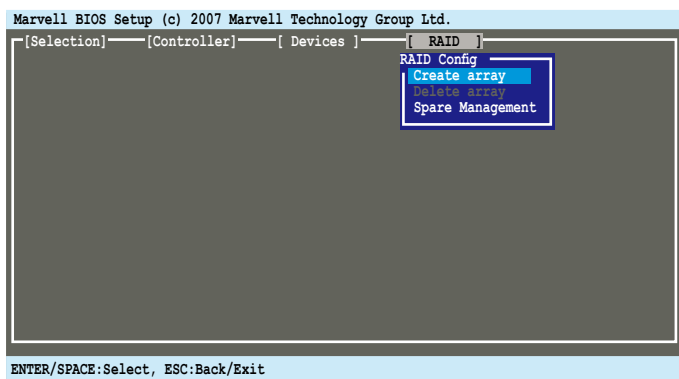 Marvell BIOS Setup (c) 2007 Marvell Technology Group Ltd.
[Selection] [Controller] [ Devices ] [ RAID ]
RAID Config
Create array
Delete array
Spare Management
ENTER/SPACE:Select, ESC:Back/Exit